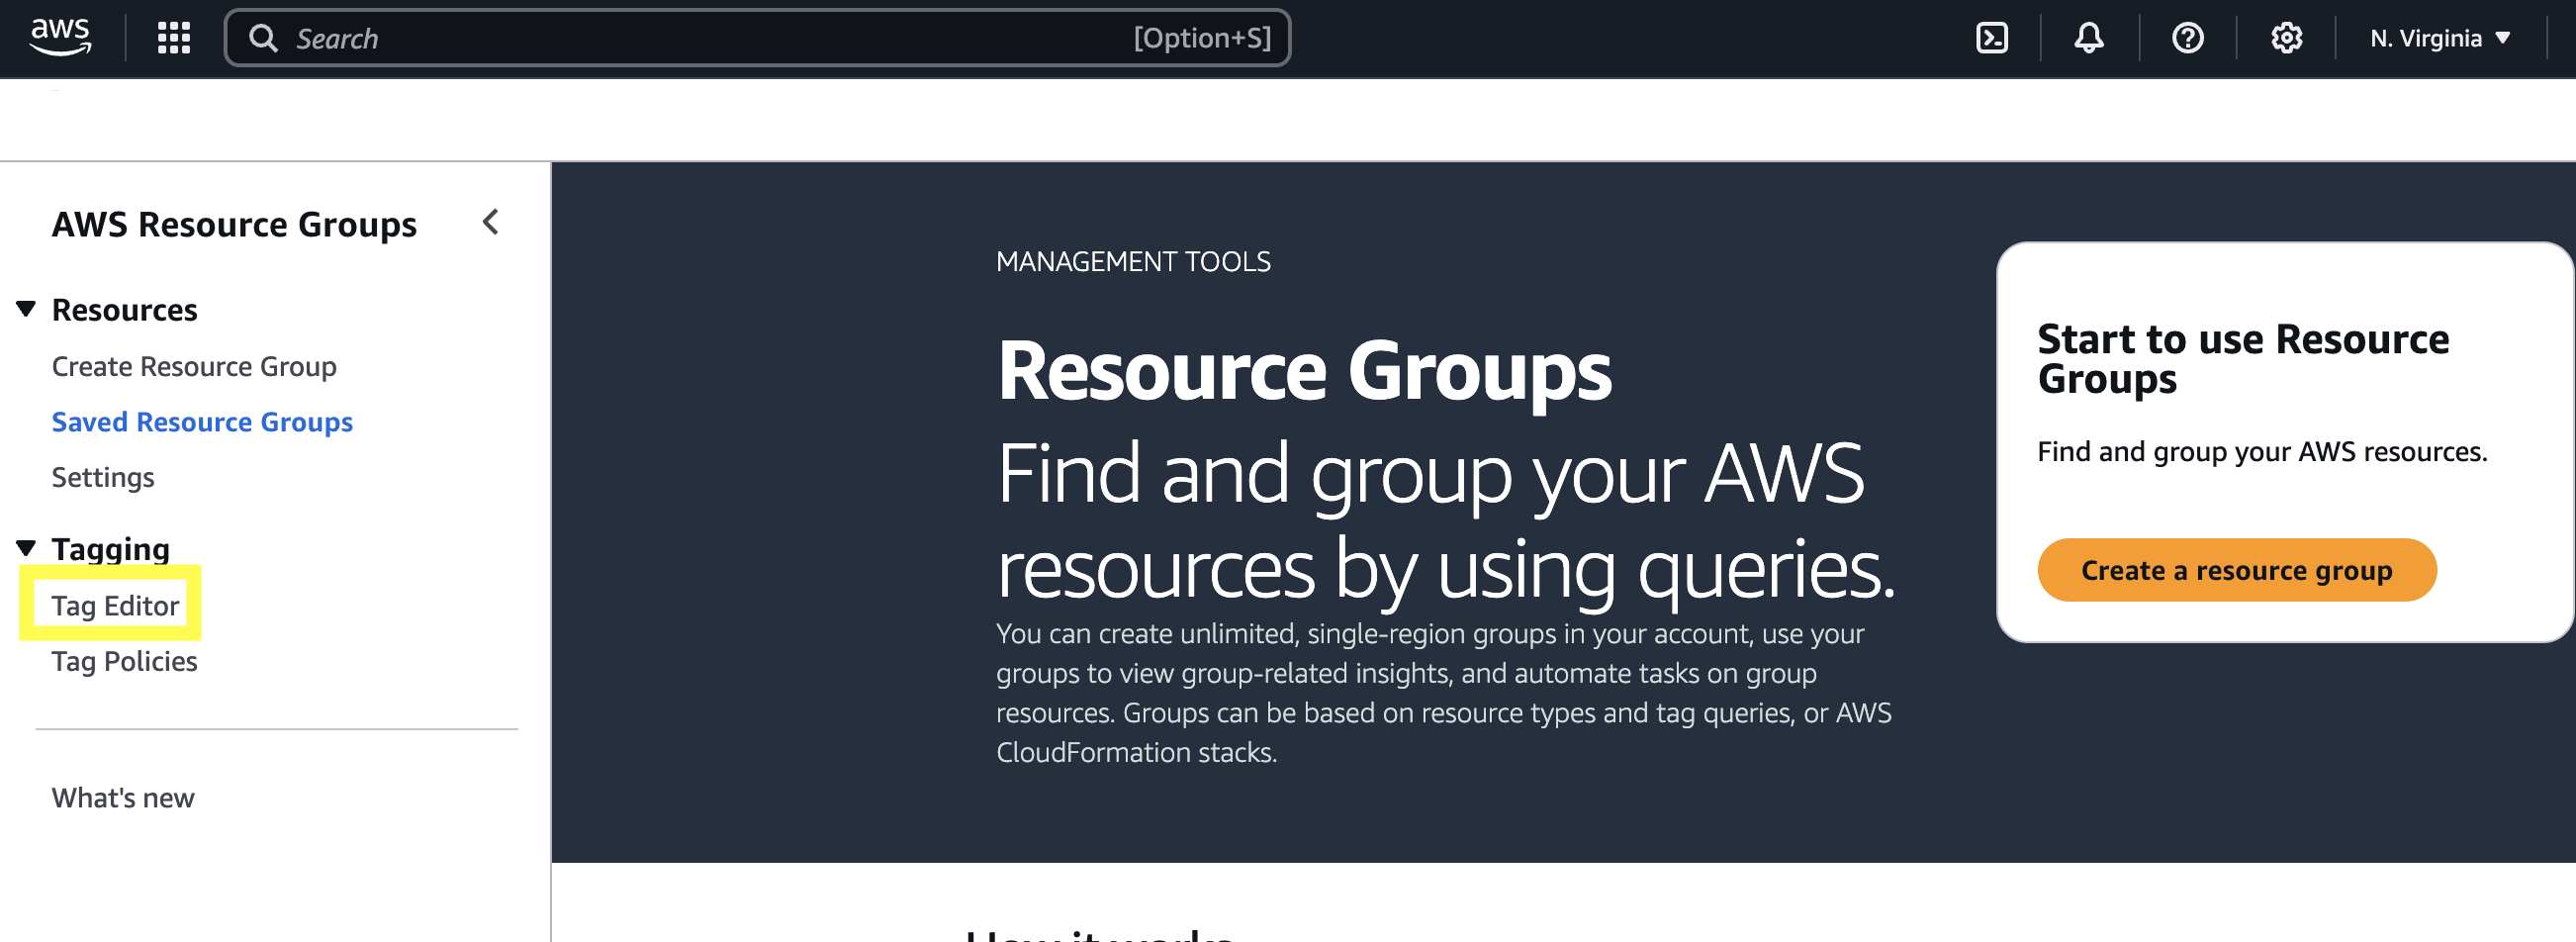 aws
Search [Option+S]
N. Virginia
AWS Resource Groups
Resources
Create Resource Group
Saved Resource Groups
Settings
Tagging
Tag Editor
Tag Policies
What's new
MANAGEMENT TOOLS
Resource Groups
Find and group your AWS
resources by using queries.
You can create unlimited, single-region groups in your account, use your
groups to view group-related insights, and automate tasks on group
resources. Groups can be based on resource types and tag queries, or AWS
CloudFormation stacks.
Start to use Resource
Groups
Find and group your AWS resources.
Create a resource group
How it works